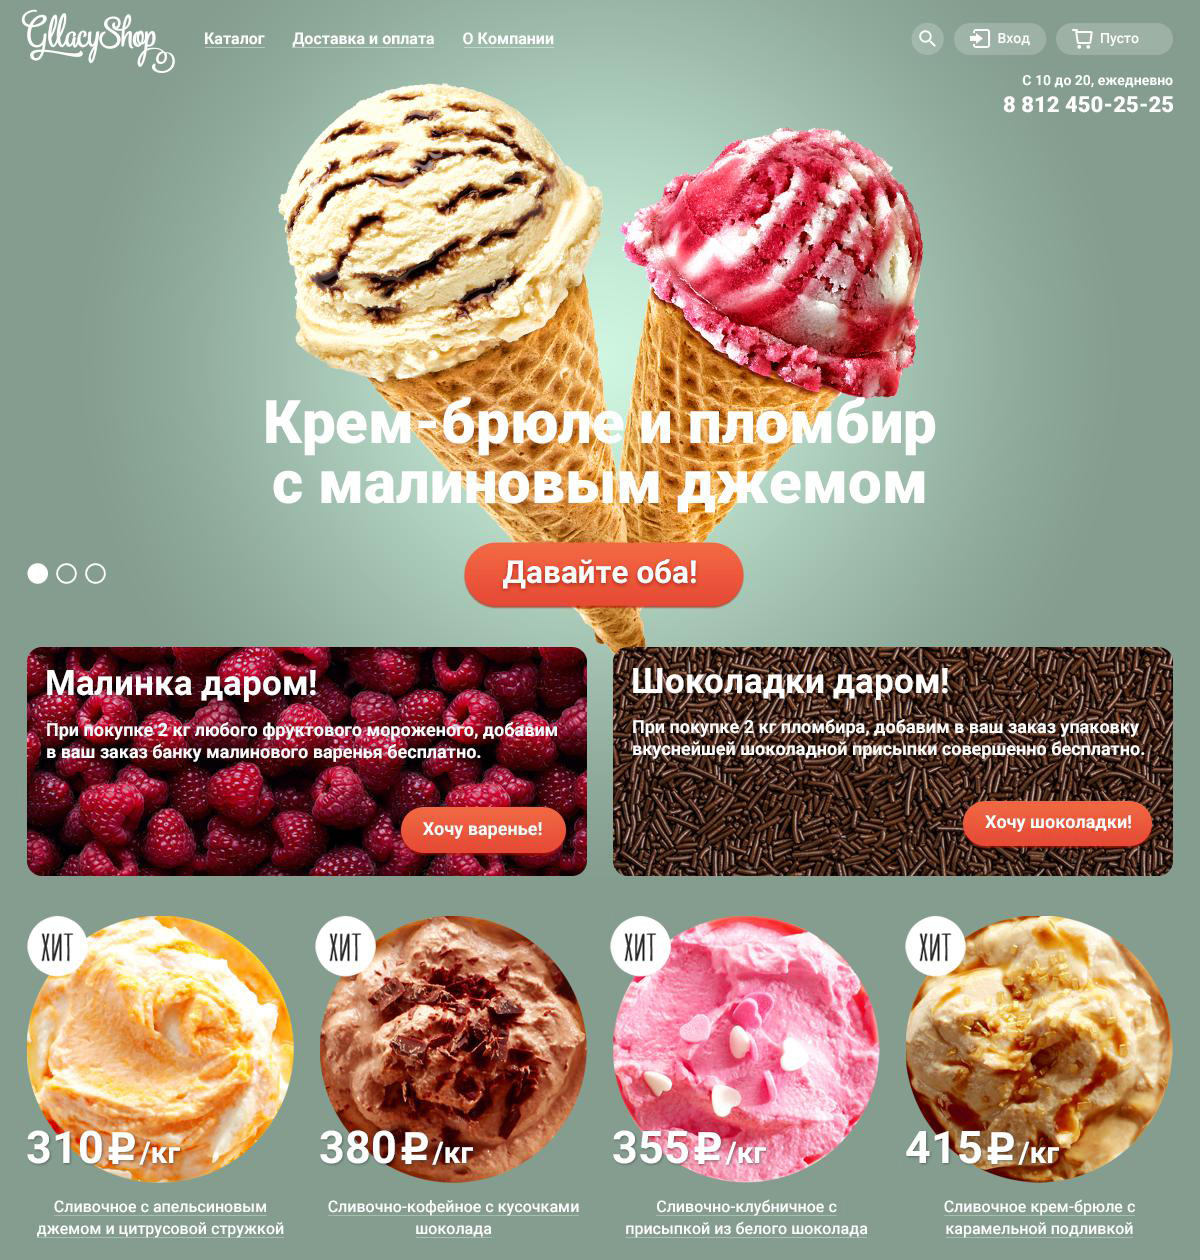 GllacyShop
Каталог
Доставка и оплата
О Компании
Вход
Пусто
С 10 до 20, ежедневно
8 812 450-25-25
Крем-брюле и пломбир
с малиновым джемом
Давайте оба!
Малинка даром!
При покупке 2 кг любого фруктового мороженого, добавим
в ваш заказ банку малинового варенья бесплатно.
Хочу варенье!
Шоколадки даром!
При покупке 2 кг пломбира, добавим в ваш заказ упаковку
вкуснейшей шоколадной присыпки совершенно бесплатно.
Хочу шоколадки!
ХИТ
310₽/кг
Сливочное с апельсиновым
джемом и цитрусовой стружкой
ХИТ
380₽/кг
Сливочно-кофейное с кусочками
шоколада
ХИТ
355₽/кг
Сливочно-клубничное с
присыпкой из белого шоколада
ХИТ
415₽/кг
Сливочное крем-брюле с
карамельной подливкой